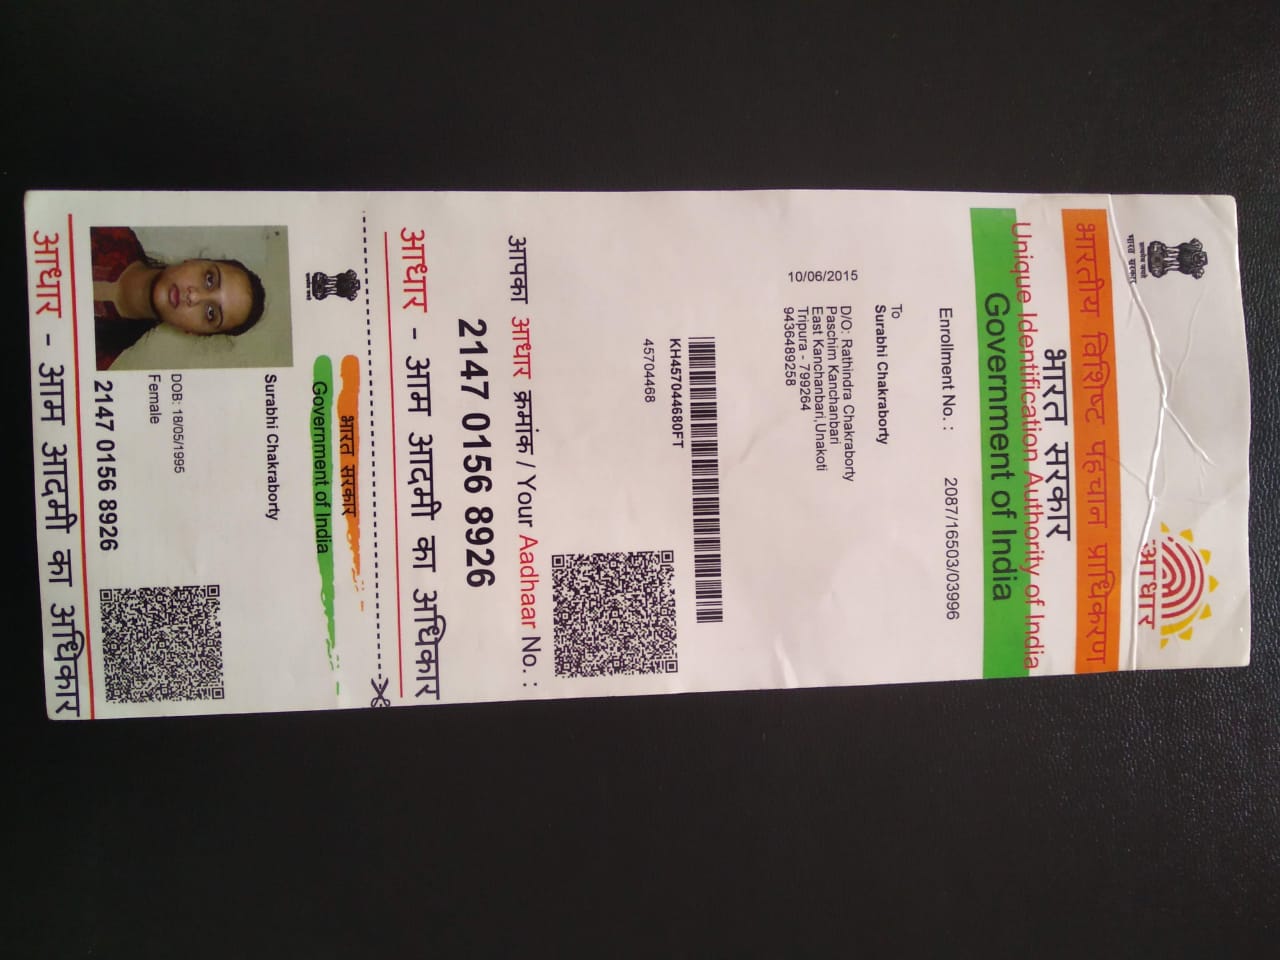 भारत सरकार
भारतीय विशिष्ट पहचान प्राधिकरण
भारत सरकार
Unique Identification Authority of India
Government of India
आधार
Enrollment No. : 2087/16503/03996
To
Surabhi Chakraborty
D/O: Rathindra Chakraborty
Paschim Kanchanbari
East Kanchanbari,Unakoti
Tripura - 799264
9436489258
10/06/2015
KH457044680FT
45704468
आपका आधार क्रमांक / Your Aadhaar No. :
2147 0156 8926
आधार - आम आदमी का अधिकार
भारत सरकार
Government of India
Surabhi Chakraborty
DOB: 18/05/1995
Female
2147 0156 8926
आधार - आम आदमी का अधिकार